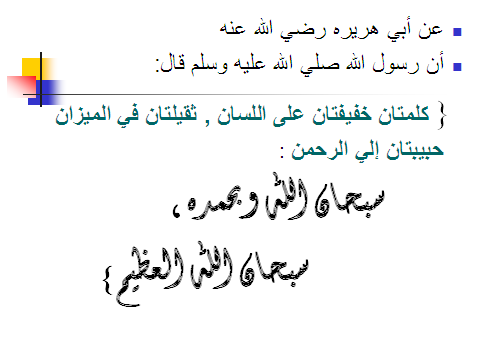 عن أبي هريره رضي الله عنه
أن رسول الله صلي الله عليه وسلم قال:
{ كلمتان خفيفتان على اللسان , ثقيلتان في الميزان
حبيبتان إلي الرحمن :
سبحان الله وبحمده ،
سبحان الله العظيم }